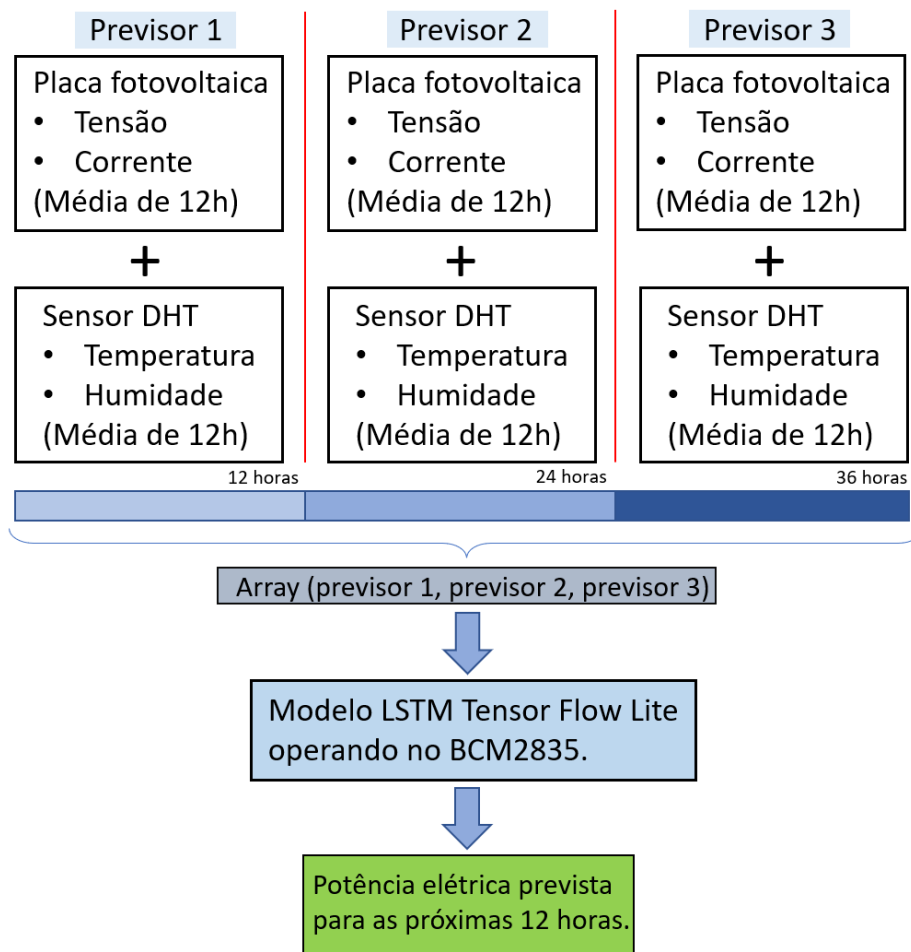 Previsor 1
Placa fotovoltaica
• Tensão
• Corrente
(Média de 12h)
+
Sensor DHT
• Temperatura
• Humidade
(Média de 12h)
12 horas
Previsor 2
Placa fotovoltaica
• Tensão
• Corrente
(Média de 12h)
+
Sensor DHT
• Temperatura
• Humidade
(Média de 12h)
24 horas
Previsor 3
Placa fotovoltaica
• Tensão
• Corrente
(Média de 12h)
+
Sensor DHT
• Temperatura
• Humidade
(Média de 12h)
36 horas
Array (previsor 1, previsor 2, previsor 3)
Modelo LSTM Tensor Flow Lite
operando no BCM2835.
Potência elétrica prevista
para as próximas 12 horas.